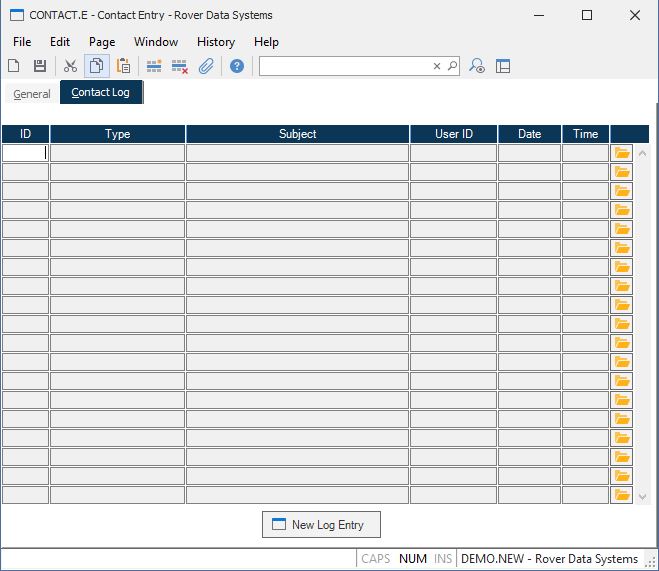 CONTACT.E - Contact Entry - Rover Data Systems
File Edit Page Window History Help
General Contact Log
ID Type Subject User ID Date Time
New Log Entry
CAPS NUM INS DEMO.NEW - Rover Data Systems